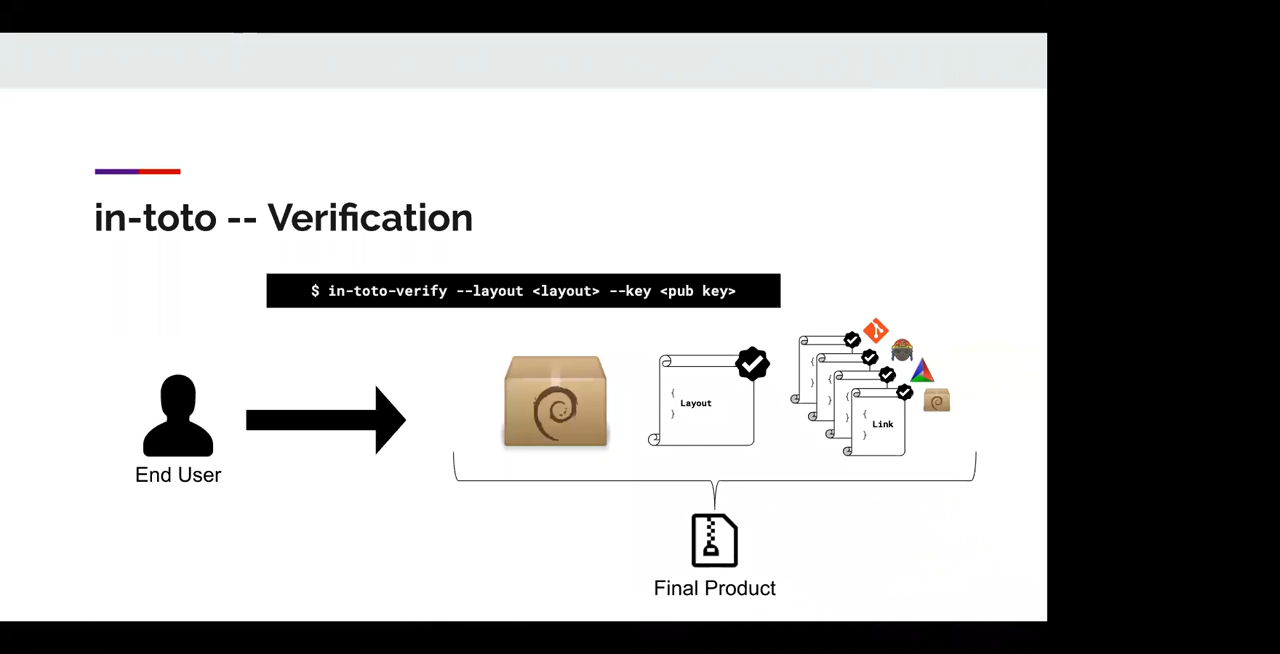 in-toto -- Verification
$ in-toto-verify --layout <layout> --key <pub key>
{
Layout
}
{
}
{
}
{
}
{
Link
}
End User
Final Product